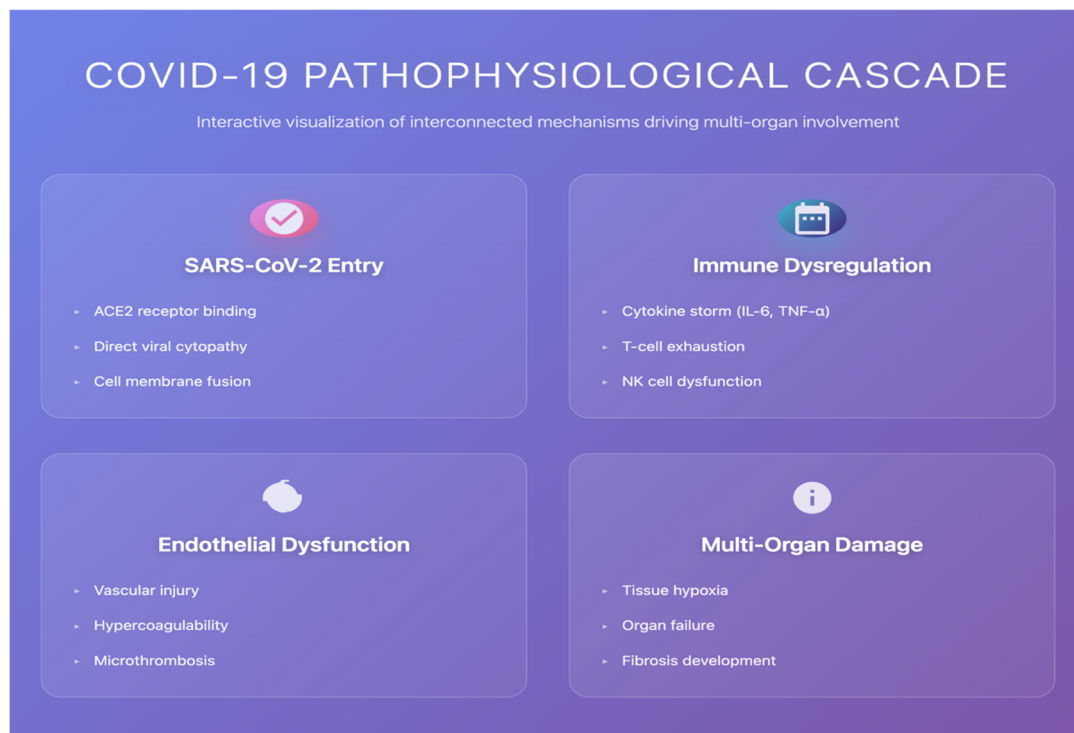 COVID-19 PATHOPHYSIOLOGICAL CASCADE
Interactive visualization of interconnected mechanisms driving multi-organ involvement
SARS-CoV-2 Entry
ACE2 receptor binding
Direct viral cytopathy
Cell membrane fusion
Immune Dysregulation
Cytokine storm (IL-6, TNF-α)
T-cell exhaustion
NK cell dysfunction
Endothelial Dysfunction
Vascular injury
Hypercoagulability
Microthrombosis
Multi-Organ Damage
Tissue hypoxia
Organ failure
Fibrosis development